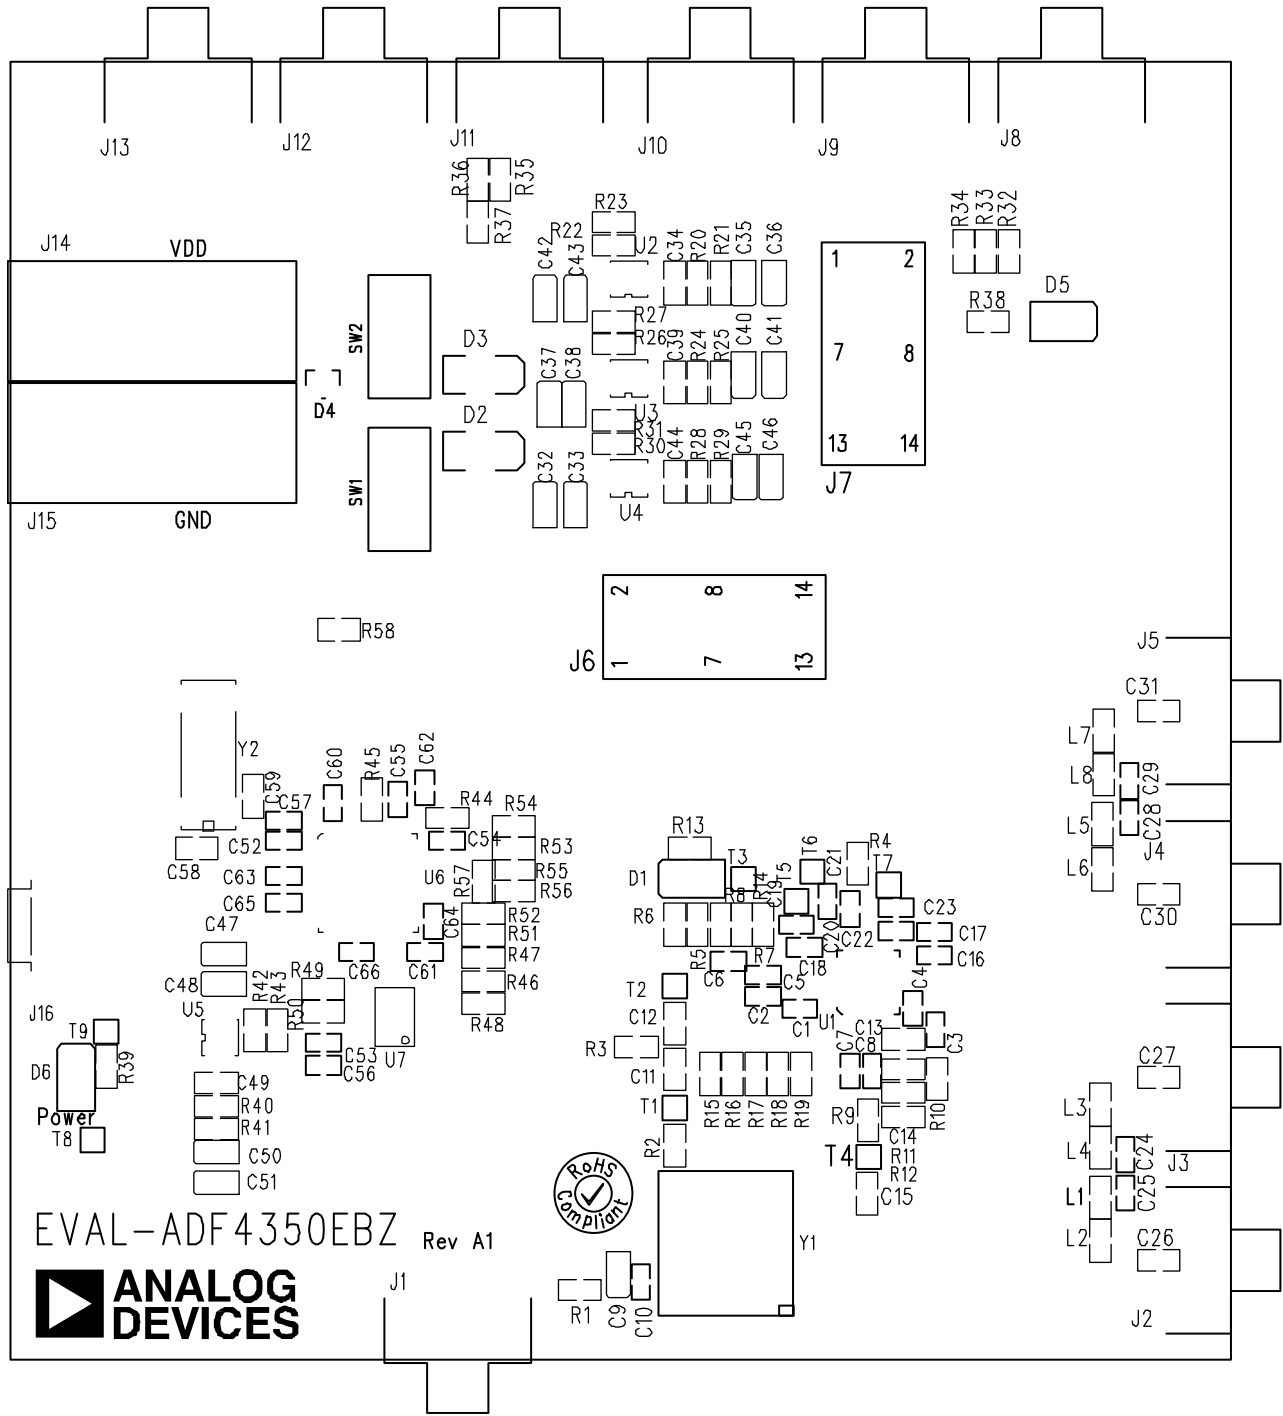 J13
J12
J11
J10
J9
J8
R36
R35
R37
R23
R22
U2
C42
C43
C34
R20
R21
C35
C36
R34
R33
R32
J14
VDD
1
2
7
8
13
14
J7
D5
R38
SW2
D3
R27
R26
C39
R24
R25
C40
C41
D4
C37
C38
D2
U3
R31
R30
C44
R28
R29
C45
C46
SW1
C32
C33
U4
J15
GND
2
8
14
1
7
13
J6
R58
J5
C31
L7
L8
C29
L5
C28
J4
L6
C30
Y2
C59
C60
R45
C55
C62
C57
R44
R54
C52
C54
R53
C58
C63
U6
R57
R55
R56
C65
C64
R52
R51
C47
C66
C61
R47
C48
R42
R43
R49
R46
U5
R50
R48
J16
T9
C53
U7
C56
D6
R39
C49
Power
R40
T8
R41
C50
C51
R13
T6
R4
D1
T3
T5
C21
T7
C19
R14
R8
R6
C23
C20
C22
C17
R5
C6
R7
C18
C16
T2
C5
C4
C2
C1
U1
C12
C13
C3
R3
C7
C8
C11
T1
R15
R16
R17
R18
R19
R10
R9
C14
R2
T4
R11
R12
C15
C27
L3
L4
C24
J3
L1
C25
L2
C26
J2
RoHS
Compliant
EVAL-ADF4350EBZ
Rev A1
Y1
J1
ANALOG
DEVICES
R1
C9
C10